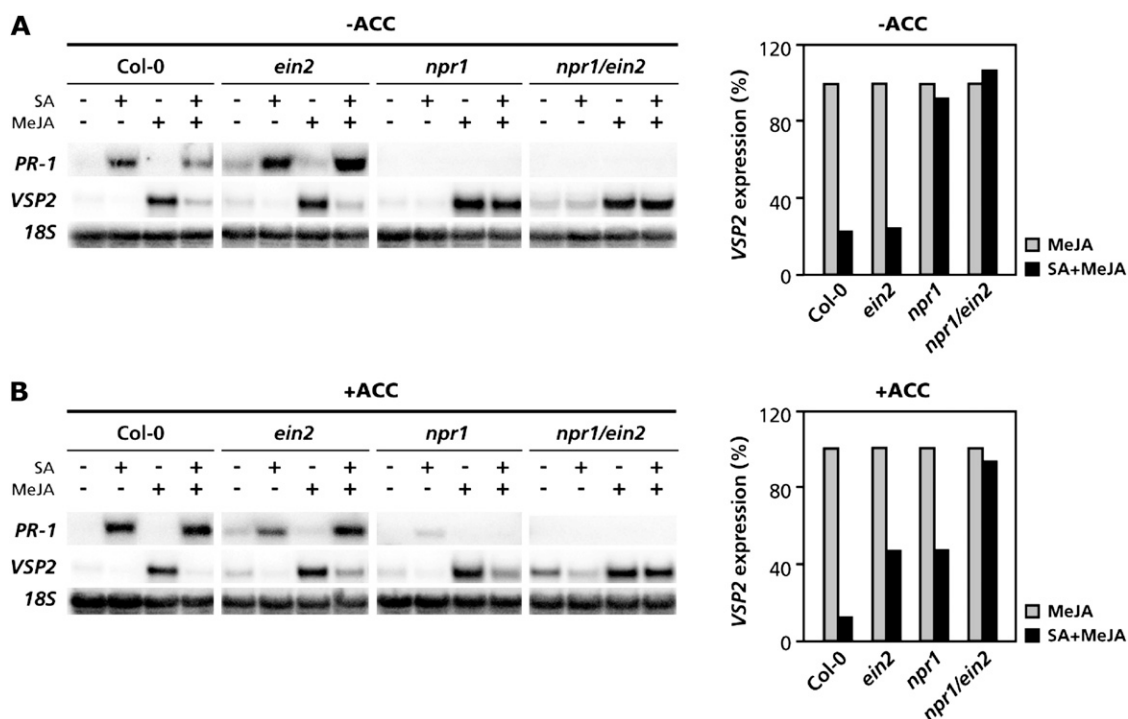 A
-ACC
Col-0 ein2 npr1 npr1/ein2
SA - + - + - + - + - + - + - + - +
MeJA - - + + - - + + - - + + - - + +
PR-1
VSP2
18S
-ACC
VSP2 expression (%)
120
80
40
0
Col-0
ein2
npr1
npr1/ein2
MeJA
SA+MeJA
B
+ACC
Col-0 ein2 npr1 npr1/ein2
SA - + - + - + - + - + - + - + - +
MeJA - - + + - - + + - - + + - - + +
PR-1
VSP2
18S
+ACC
VSP2 expression (%)
120
80
40
0
Col-0
ein2
npr1
npr1/ein2
MeJA
SA+MeJA